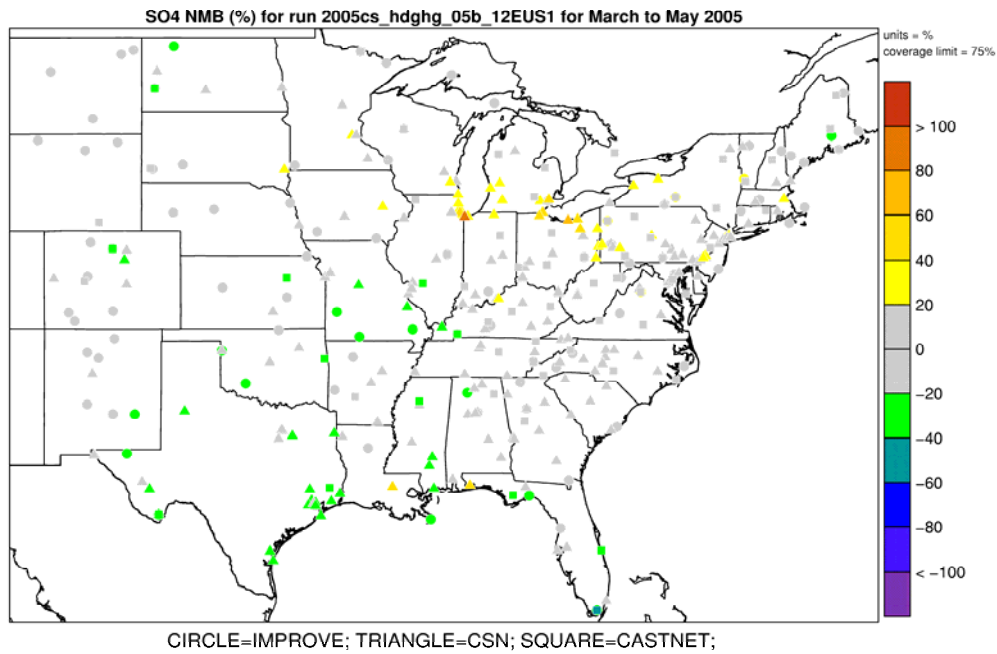 SO4 NMB (%) for run 2005cs_hdghg_05b_12EUS1 for March to May 2005
units = %
coverage limit = 75%
> 100
80
60
40
20
0
−20
−40
−60
−80
< −100
CIRCLE=IMPROVE; TRIANGLE=CSN; SQUARE=CASTNET;